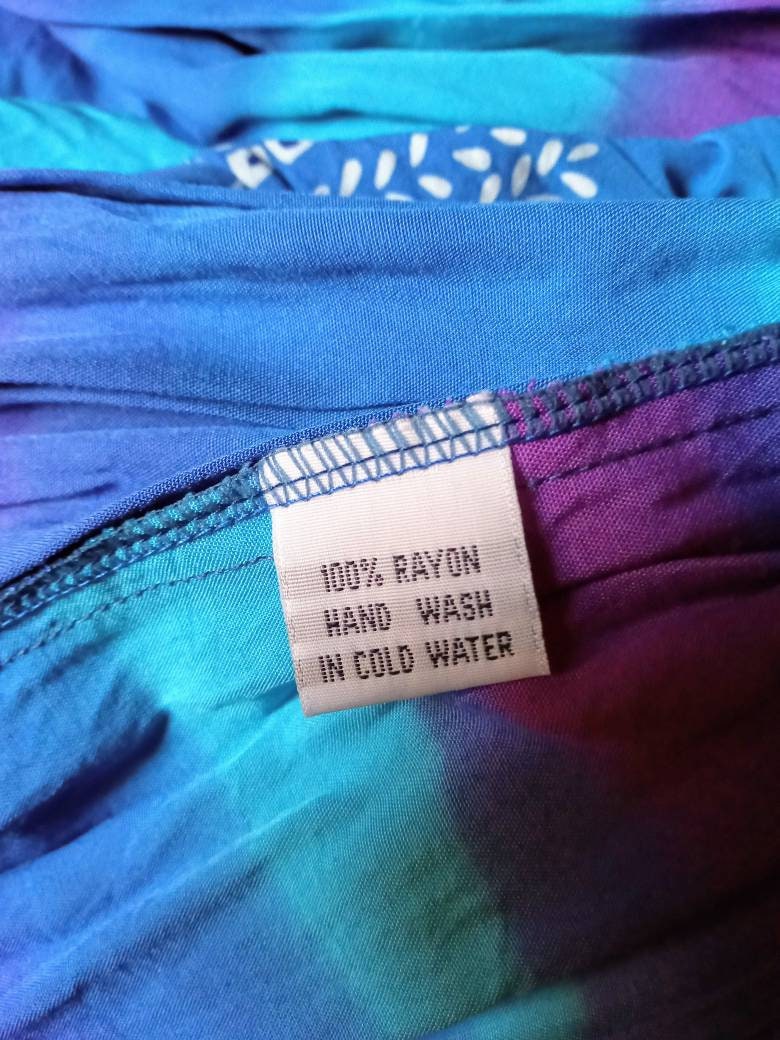 100% RAYON
HAND WASH
IN COLD WATER